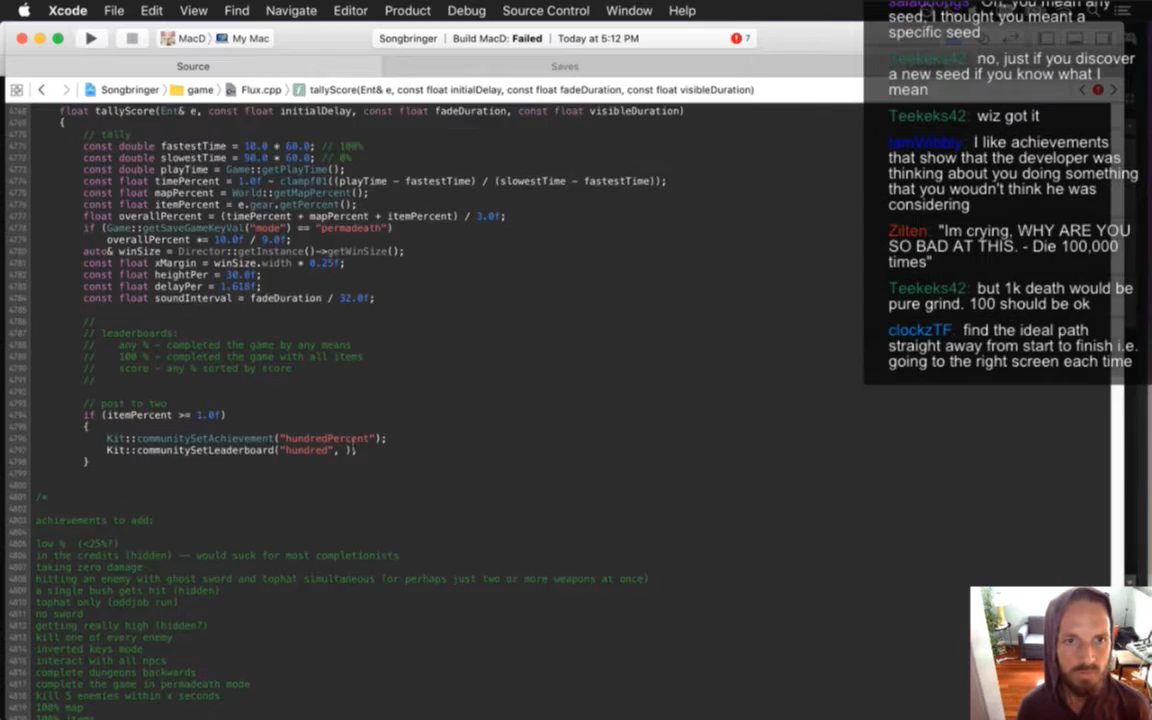 Xcode File Edit View Find Navigate Editor Product Debug Source Control Window Help
MacD My Mac
Songbringer | Build MacD: Failed | Today at 5:12 PM
7
Source
Saves
Songbringer game Flux.cpp tallyScore(Ent& e, const float initialDelay, const float fadeDuration, const float visibleDuration)
float tallyScore(Ent& e, const float initialDelay, const float fadeDuration, const float visibleDuration)
{
// tally
const double fastestTime = 10.0 * 60.0; // 100%
const double slowestTime = 90.0 * 60.0; // 0%
const double playTime = Game::getPlayTime();
const float timePercent = 1.0f - clampf01((playTime - fastestTime) / (slowestTime - fastestTime));
const float mapPercent = World::getMapPercent();
const float itemPercent = e.gear.getPercent();
float overallPercent = (timePercent + mapPercent + itemPercent) / 3.0f;
if (Game::getSaveGameKeyVal("mode") == "permadeath")
overallPercent *= 10.0f / 9.0f;
auto& winSize = Director::getInstance()->getWinSize();
const float xMargin = winSize.width * 0.25f;
const float heightPer = 30.0f;
const float delayPer = 1.618f;
const float soundInterval = fadeDuration / 32.0f;
//
// leaderboards:
// any % - completed the game by any means
// 100 % - completed the game with all items
// score - any % sorted by score
//
// post to two
if (itemPercent >= 1.0f)
{
Kit::communitySetAchievement("hundredPercent");
Kit::communitySetLeaderboard("hundred", );
}
/*
achievements to add:
low % (<25%?)
in the credits (hidden) -- would suck for most completionists
taking zero damage
hitting an enemy with ghost sword and tophat simultaneous (or perhaps just two or more weapons at once)
a single bush gets hit (hidden)
tophat only (oddjob run)
no sword
getting really high (hidden?)
kill one of every enemy
inverted keys mode
interact with all npcs
complete dungeons backwards
complete the game in permadeath mode
kill 5 enemies within x seconds
100% map
100% items
Oh, you mean any
seed, I thought you meant a
specific seed
Teekeks42: no, just if you discover
a new seed if you know what I
mean
Teekeks42: wiz got it
IamWibbly: I like achievements
that show that the developer was
thinking about you doing something
that you woudn't think he was
considering
Zilten: "Im crying, WHY ARE YOU
SO BAD AT THIS. - Die 100,000
times"
Teekeks42: but 1k death would be
pure grind. 100 should be ok
clockzTF: find the ideal path
straight away from start to finish i.e.
going to the right screen each time